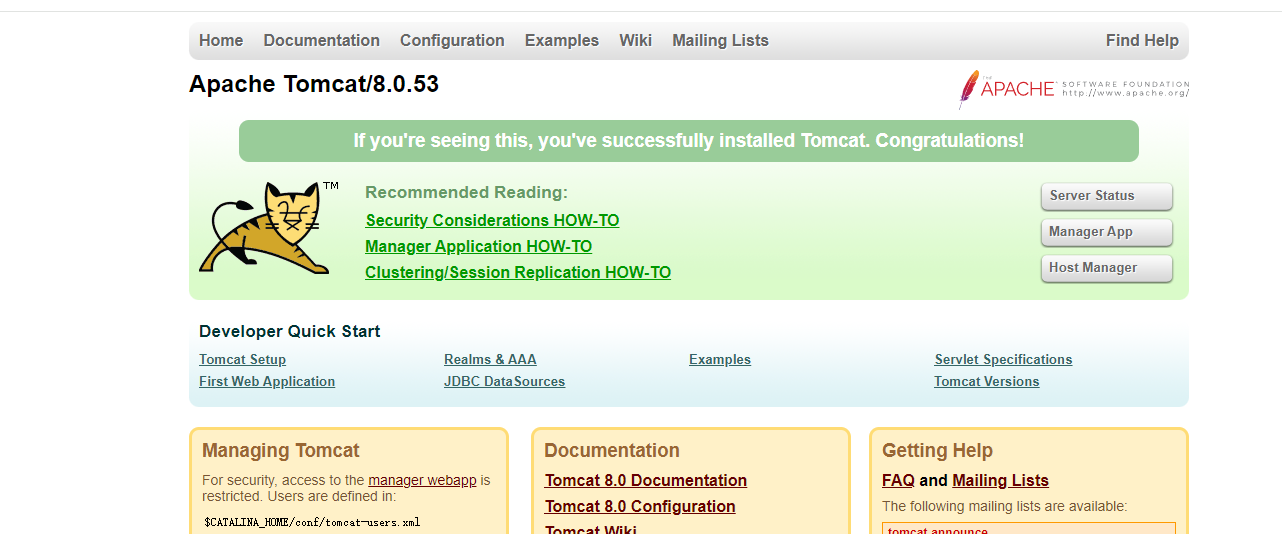 Home Documentation Configuration Examples Wiki Mailing Lists Find Help
Apache Tomcat/8.0.53
THE APACHE SOFTWARE FOUNDATION
http://www.apache.org/
If you're seeing this, you've successfully installed Tomcat. Congratulations!
TM
Recommended Reading:
Security Considerations HOW-TO
Manager Application HOW-TO
Clustering/Session Replication HOW-TO
Server Status
Manager App
Host Manager
Developer Quick Start
Tomcat Setup
First Web Application
Realms & AAA
JDBC DataSources
Examples
Servlet Specifications
Tomcat Versions
Managing Tomcat
For security, access to the manager webapp is
restricted. Users are defined in:
$CATALINA_HOME/conf/tomcat-users.xml
Documentation
Tomcat 8.0 Documentation
Tomcat 8.0 Configuration
Tomcat Wiki
Getting Help
FAQ and Mailing Lists
The following mailing lists are available:
tomcat-announce